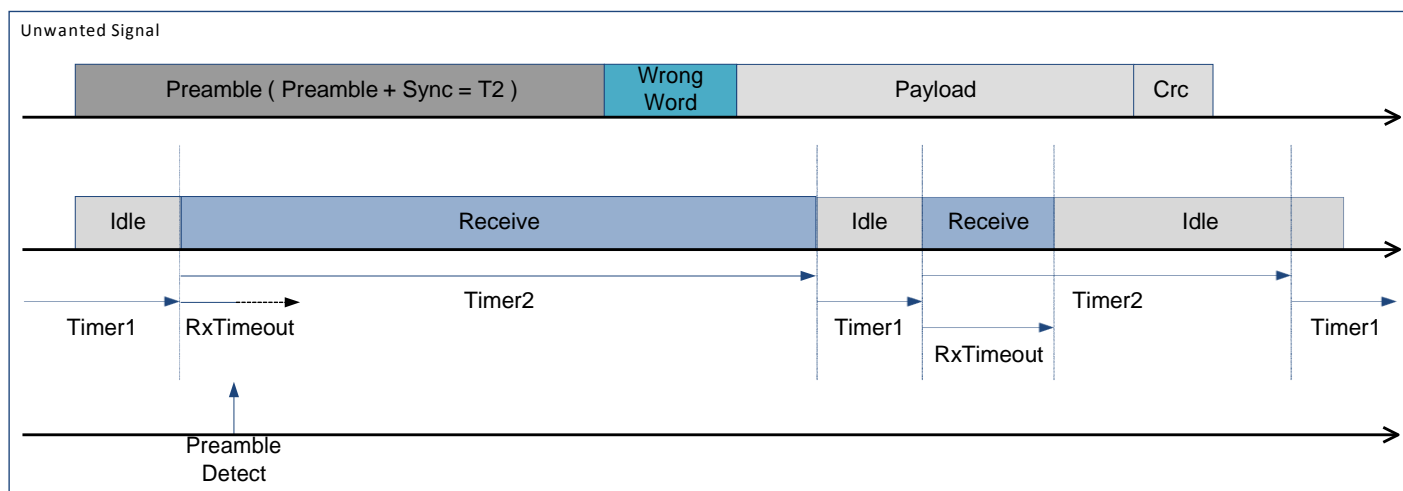 Unwanted Signal
Preamble ( Preamble + Sync = T2 )
Wrong
Word
Payload
Crc
Idle
Receive
Idle
Receive
Idle
Timer2
Timer2
Timer1
RxTimeout
Timer1
Timer1
RxTimeout
Preamble
Detect